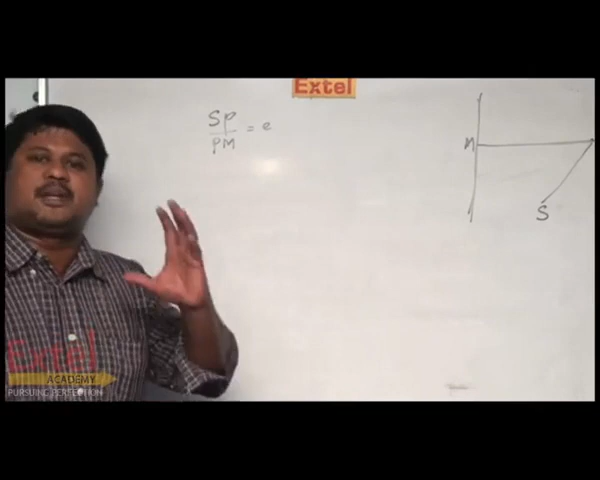 Extel
SP
PM
= e
M
S
Extel
ACADEMY
PURSUING PERFECTION